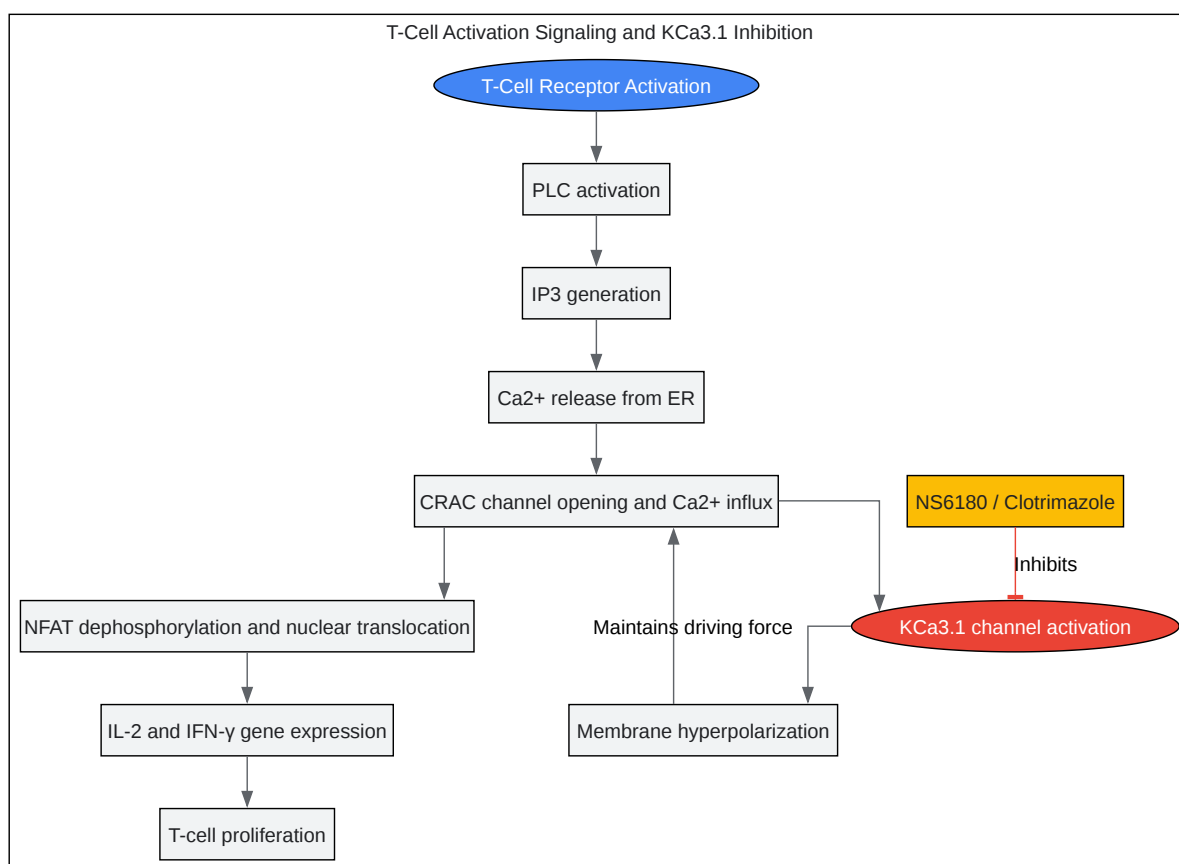 T-Cell Activation Signaling and KCa3.1 Inhibition
T-Cell Receptor Activation
PLC activation
IP3 generation
Ca2+ release from ER
CRAC channel opening and Ca2+ influx
NS6180 / Clotrimazole
Inhibits
NFAT dephosphorylation and nuclear translocation
Maintains driving force
KCa3.1 channel activation
IL-2 and IFN-γ gene expression
Membrane hyperpolarization
T-cell proliferation